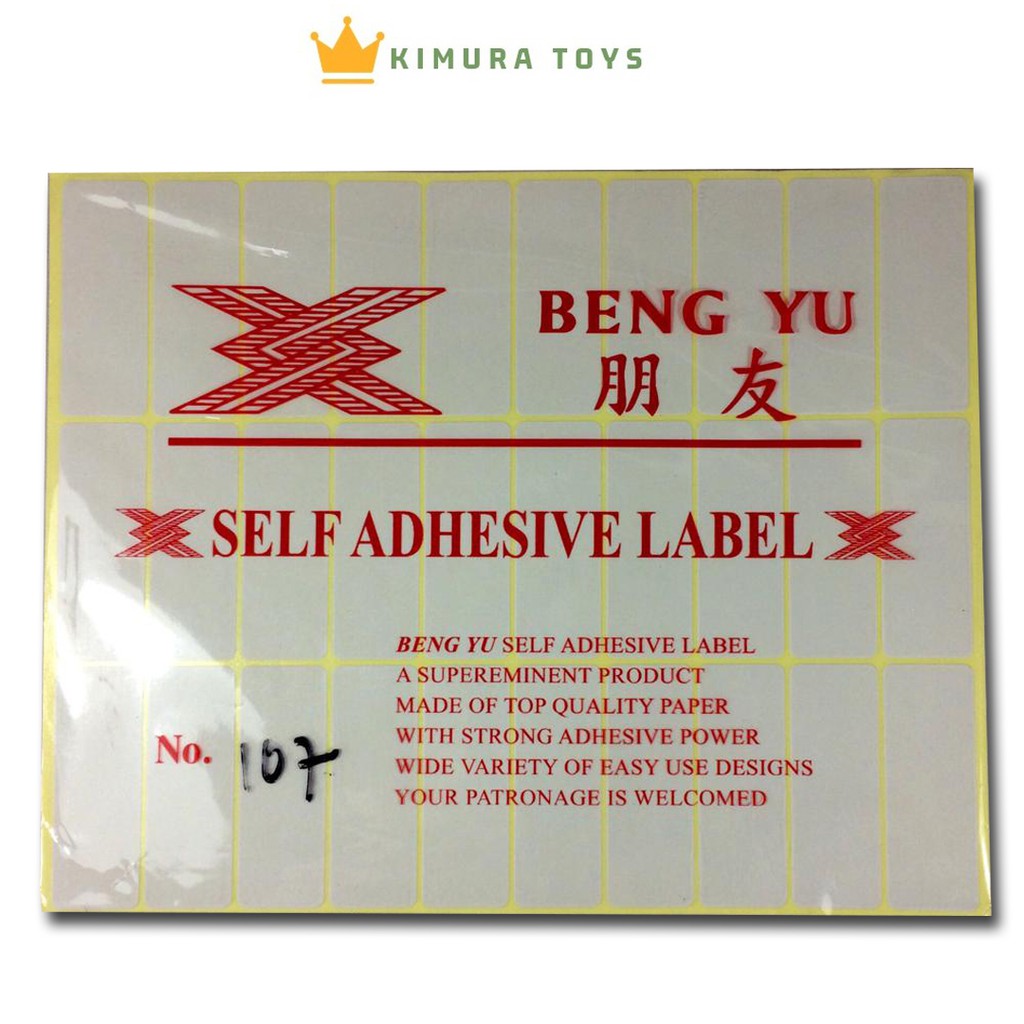 KIMURA TOYS
BENG YU
朋友
SELF ADHESIVE LABEL
BENG YU SELF ADHESIVE LABEL
A SUPEREMINENT PRODUCT
MADE OF TOP QUALITY PAPER
WITH STRONG ADHESIVE POWER
WIDE VARIETY OF EASY USE DESIGNS
YOUR PATRONAGE IS WELCOMED
No. 107